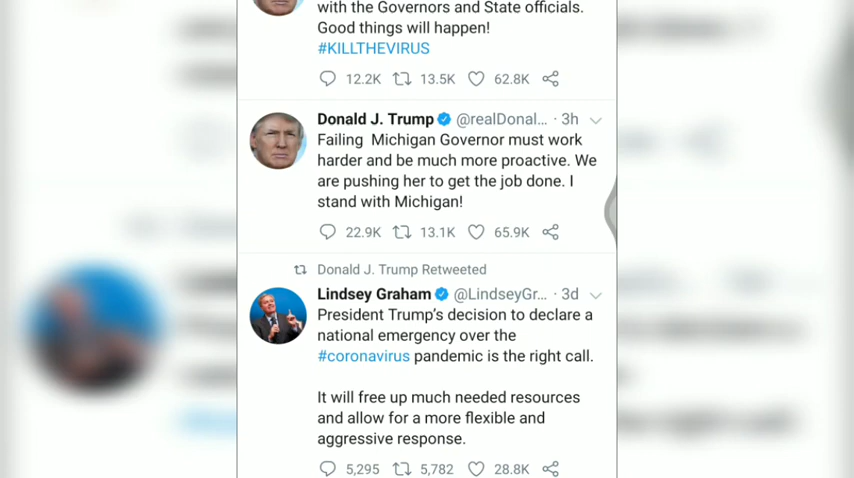 with the Governors and State officials.
Good things will happen!
#KILLTHEVIRUS
12.2K 13.5K 62.8K
Donald J. Trump @realDonal... · 3h
Failing Michigan Governor must work
harder and be much more proactive. We
are pushing her to get the job done. I
stand with Michigan!
22.9K 13.1K 65.9K
Donald J. Trump Retweeted
Lindsey Graham @LindseyGr... · 3d
President Trump's decision to declare a
national emergency over the
#coronavirus pandemic is the right call.
It will free up much needed resources
and allow for a more flexible and
aggressive response.
5,295 5,782 28.8K